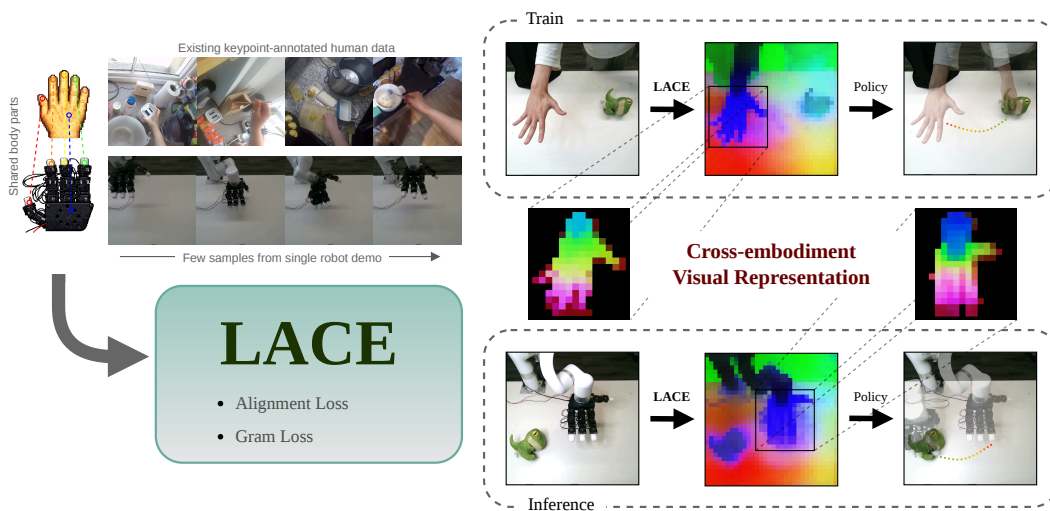 Existing keypoint-annotated human data
Shared body parts
Few samples from single robot demo
LACE
• Alignment Loss
• Gram Loss
Train
LACE
Policy
Cross-embodiment
Visual Representation
LACE
Policy
Inference